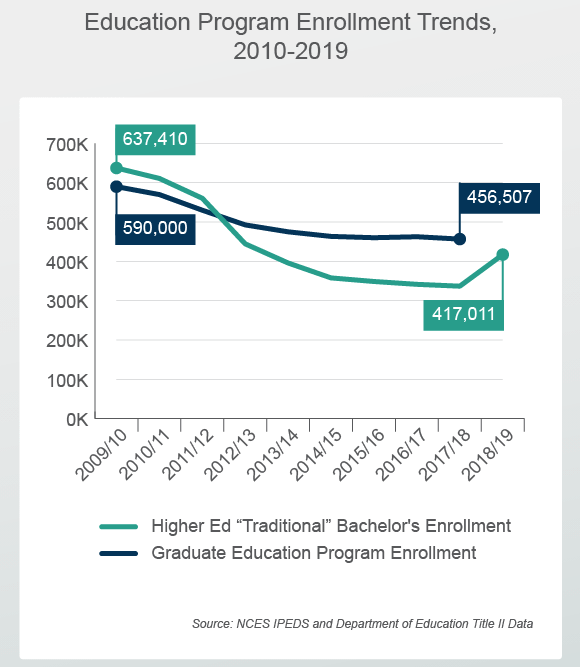 Education Program Enrollment Trends,
2010-2019
700K
600K
500K
400K
300K
200K
100K
0K
637,410
590,000
456,507
417,011
2009/10
2010/11
2011/12
2012/13
2013/14
2014/15
2015/16
2016/17
2017/18
2018/19
Higher Ed “Traditional” Bachelor's Enrollment
Graduate Education Program Enrollment
Source: NCES IPEDS and Department of Education Title II Data